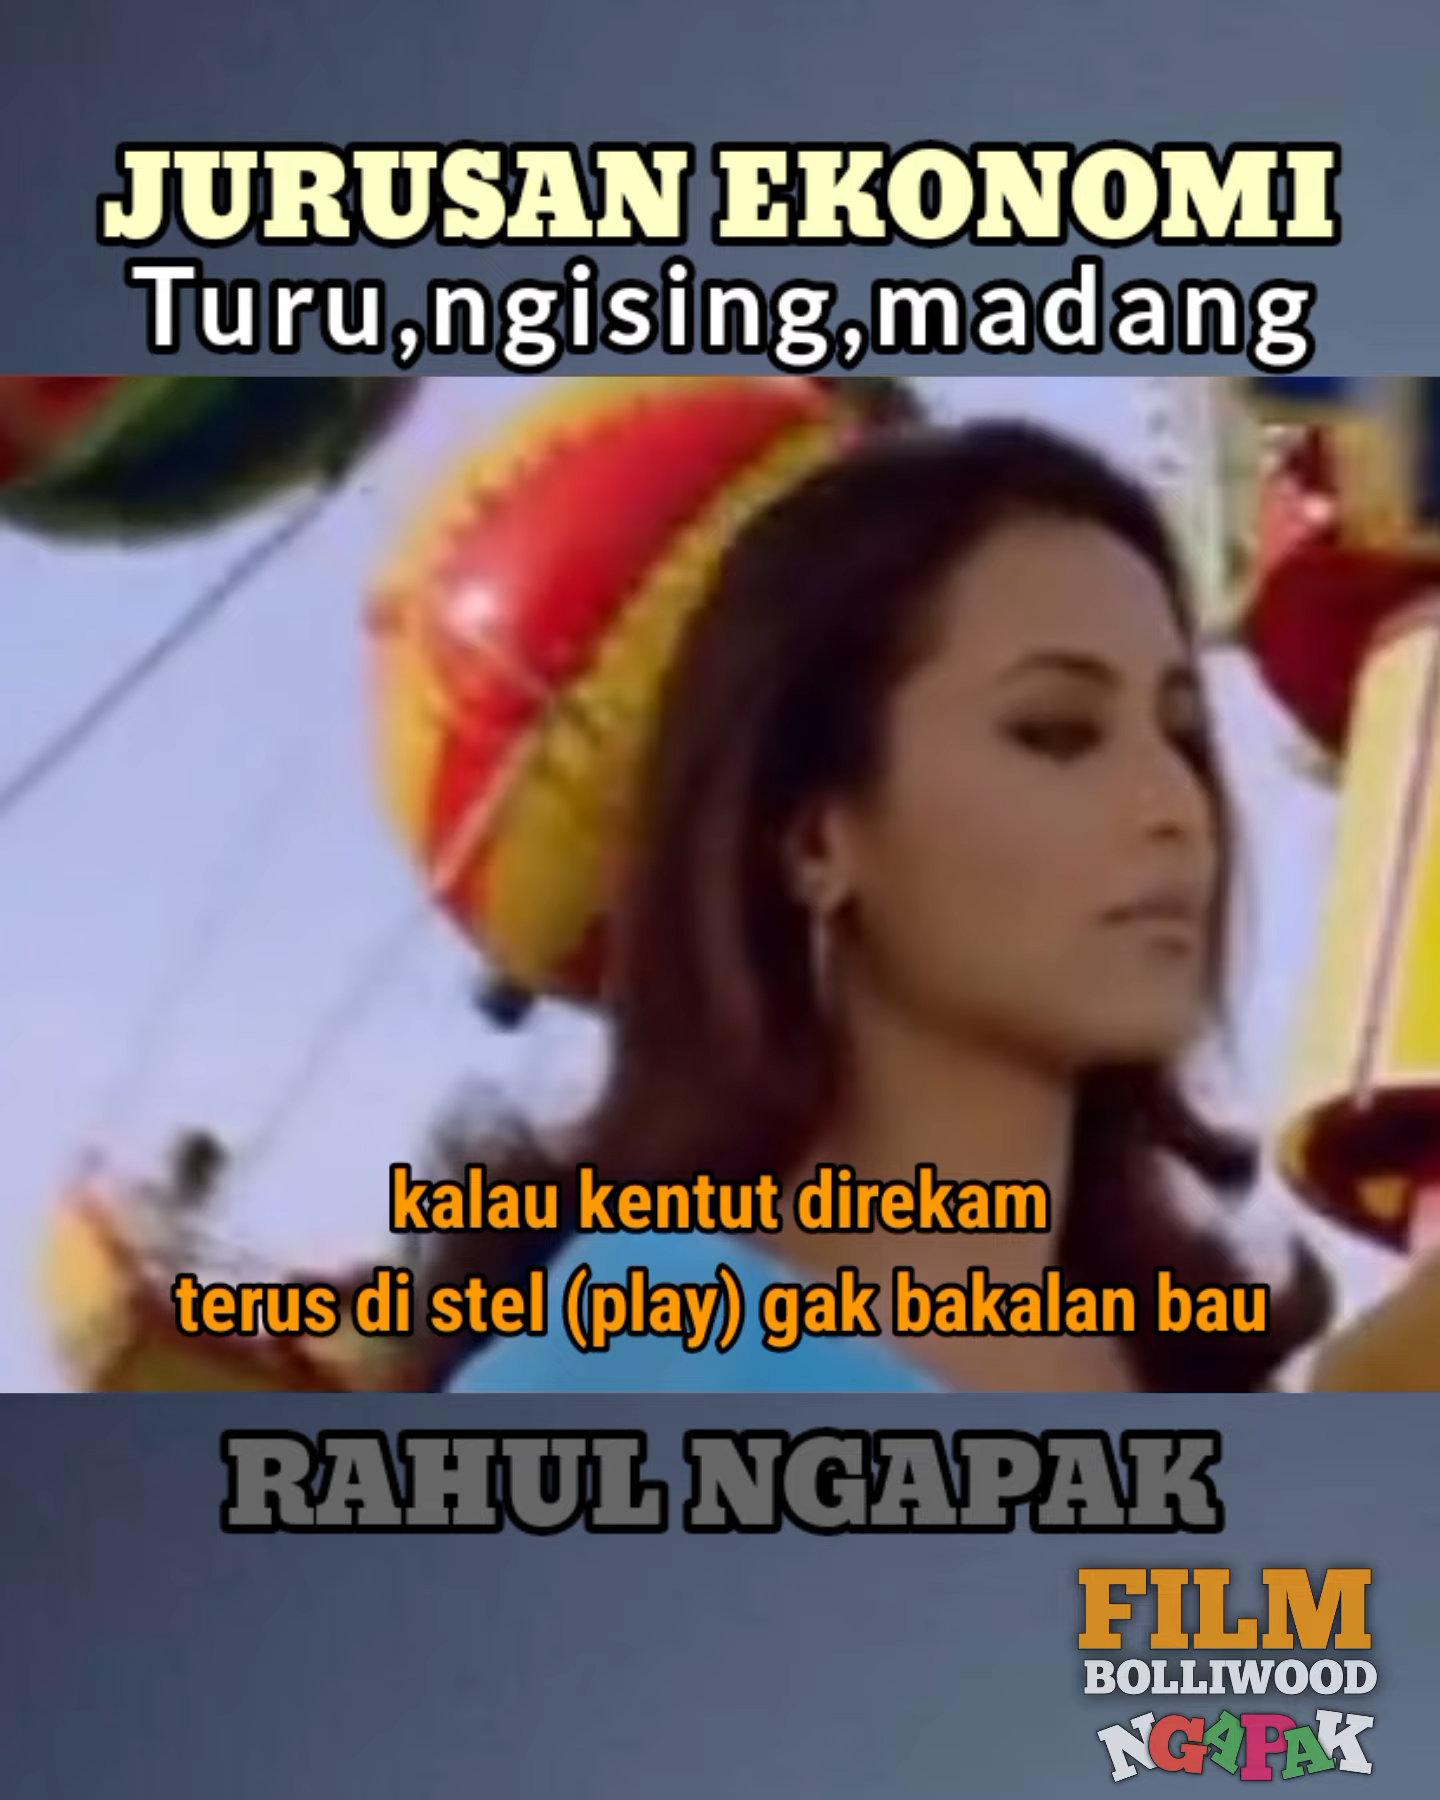 JURUSAN EKONOMI
Turu,ngising,madang
kalau kentut direkam
terus di stel (play) gak bakalan bau
RAHUL NGAPAK
FILM
BOLLIWOOD
NGAPAK